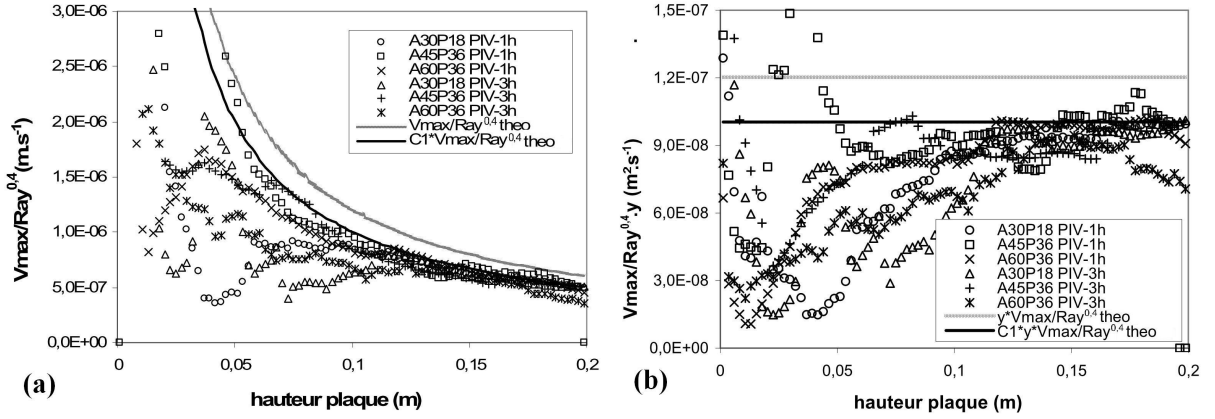 3,0E-06
2,5E-06
2,0E-06
1,5E-06
1,0E-06
5,0E-07
0,0E+00
Vmax/Ray^0,4 (m.s-1)
A30P18 PIV-1h
A45P36 PIV-1h
A60P36 PIV-1h
A30P18 PIV-3h
A45P36 PIV-3h
A60P36 PIV-3h
Vmax/Ray^0,4 theo
C1*Vmax/Ray^0,4 theo
0 0,05 0,1 0,15 0,2
hauteur plaque (m)
(a)
1,5E-07
1,2E-07
9,0E-08
6,0E-08
3,0E-08
0,0E+00
Vmax/Ray^0,4.y (m².s-1)
A30P18 PIV-1h
A45P36 PIV-1h
A60P36 PIV-1h
A30P18 PIV-3h
A45P36 PIV-3h
A60P36 PIV-3h
y*Vmax/Ray^0,4 theo
C1*y*Vmax/Ray^0,4 theo
0 0,05 0,1 0,15 0,2
hauteur plaque (m)
(b)